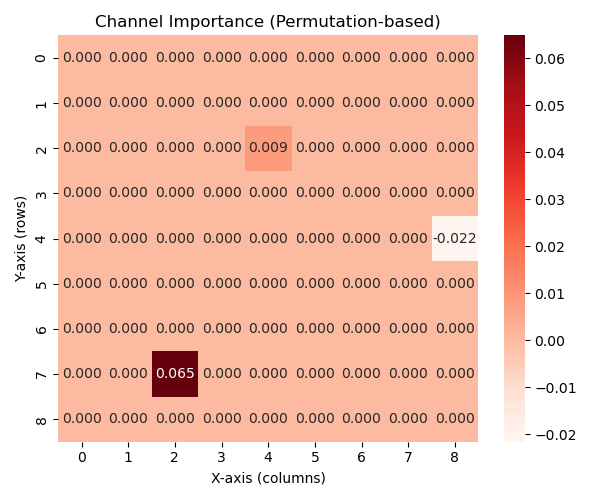 Channel Importance (Permutation-based)
0 0.000 0.000 0.000 0.000 0.000 0.000 0.000 0.000 0.000
1 0.000 0.000 0.000 0.000 0.000 0.000 0.000 0.000 0.000
2 0.000 0.000 0.000 0.000 0.009 0.000 0.000 0.000 0.000
3 0.000 0.000 0.000 0.000 0.000 0.000 0.000 0.000 0.000
4 0.000 0.000 0.000 0.000 0.000 0.000 0.000 0.000 -0.022
5 0.000 0.000 0.000 0.000 0.000 0.000 0.000 0.000 0.000
6 0.000 0.000 0.000 0.000 0.000 0.000 0.000 0.000 0.000
7 0.000 0.000 0.065 0.000 0.000 0.000 0.000 0.000 0.000
8 0.000 0.000 0.000 0.000 0.000 0.000 0.000 0.000 0.000
0 1 2 3 4 5 6 7 8
X-axis (columns)
Y-axis (rows)
0.06
0.05
0.04
0.03
0.02
0.01
0.00
−0.01
−0.02